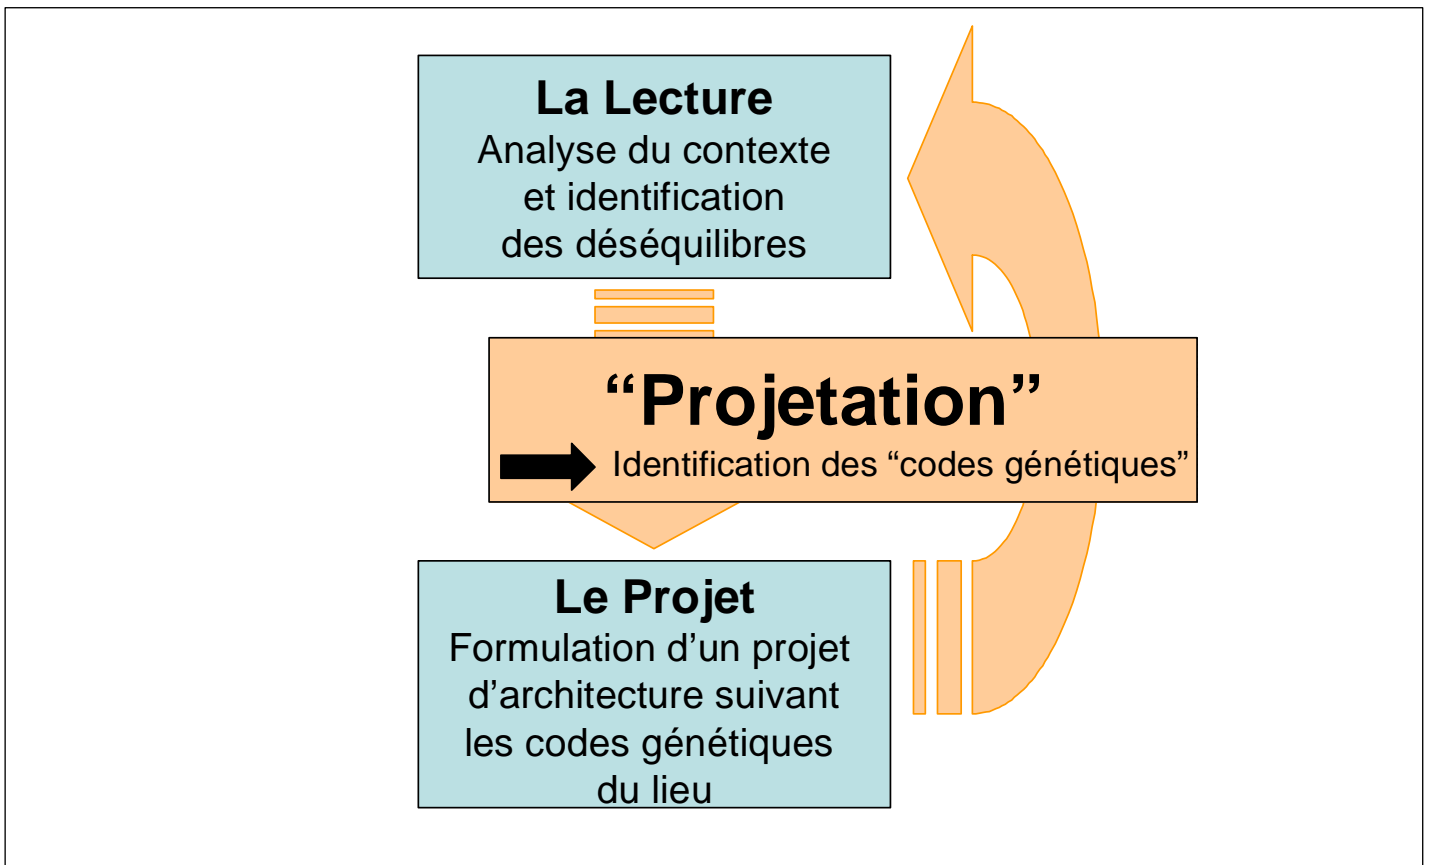 La Lecture
Analyse du contexte
et identification
des déséquilibres
“Projetation”
Identification des “codes génétiques”
Le Projet
Formulation d’un projet
d’architecture suivant
les codes génétiques
du lieu